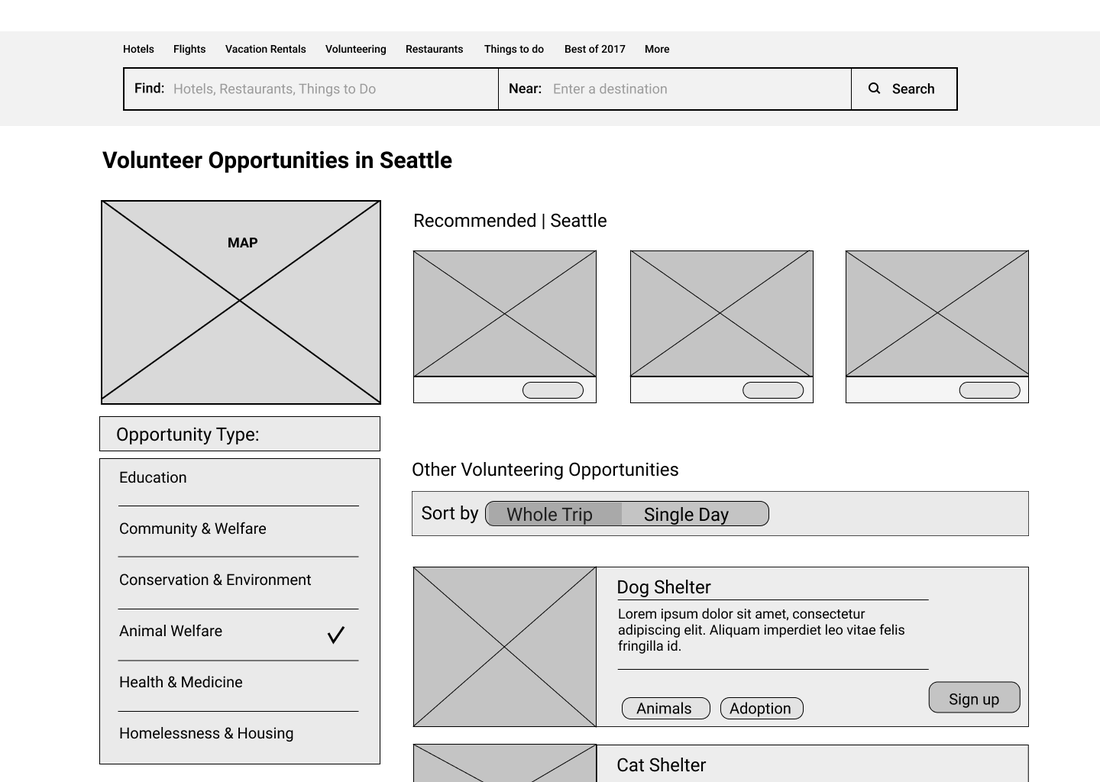 Hotels Flights Vacation Rentals Volunteering Restaurants Things to do Best of 2017 More
Find: Hotels, Restaurants, Things to Do Near: Enter a destination Search
Volunteer Opportunities in Seattle
MAP
Opportunity Type:
Education
Community & Welfare
Conservation & Environment
Animal Welfare
Health & Medicine
Homelessness & Housing
Recommended | Seattle
Other Volunteering Opportunities
Sort by Whole Trip Single Day
Dog Shelter
Lorem ipsum dolor sit amet, consectetur
adipiscing elit. Aliquam imperdiet leo vitae felis
fringilla id.
Animals Adoption Sign up
Cat Shelter